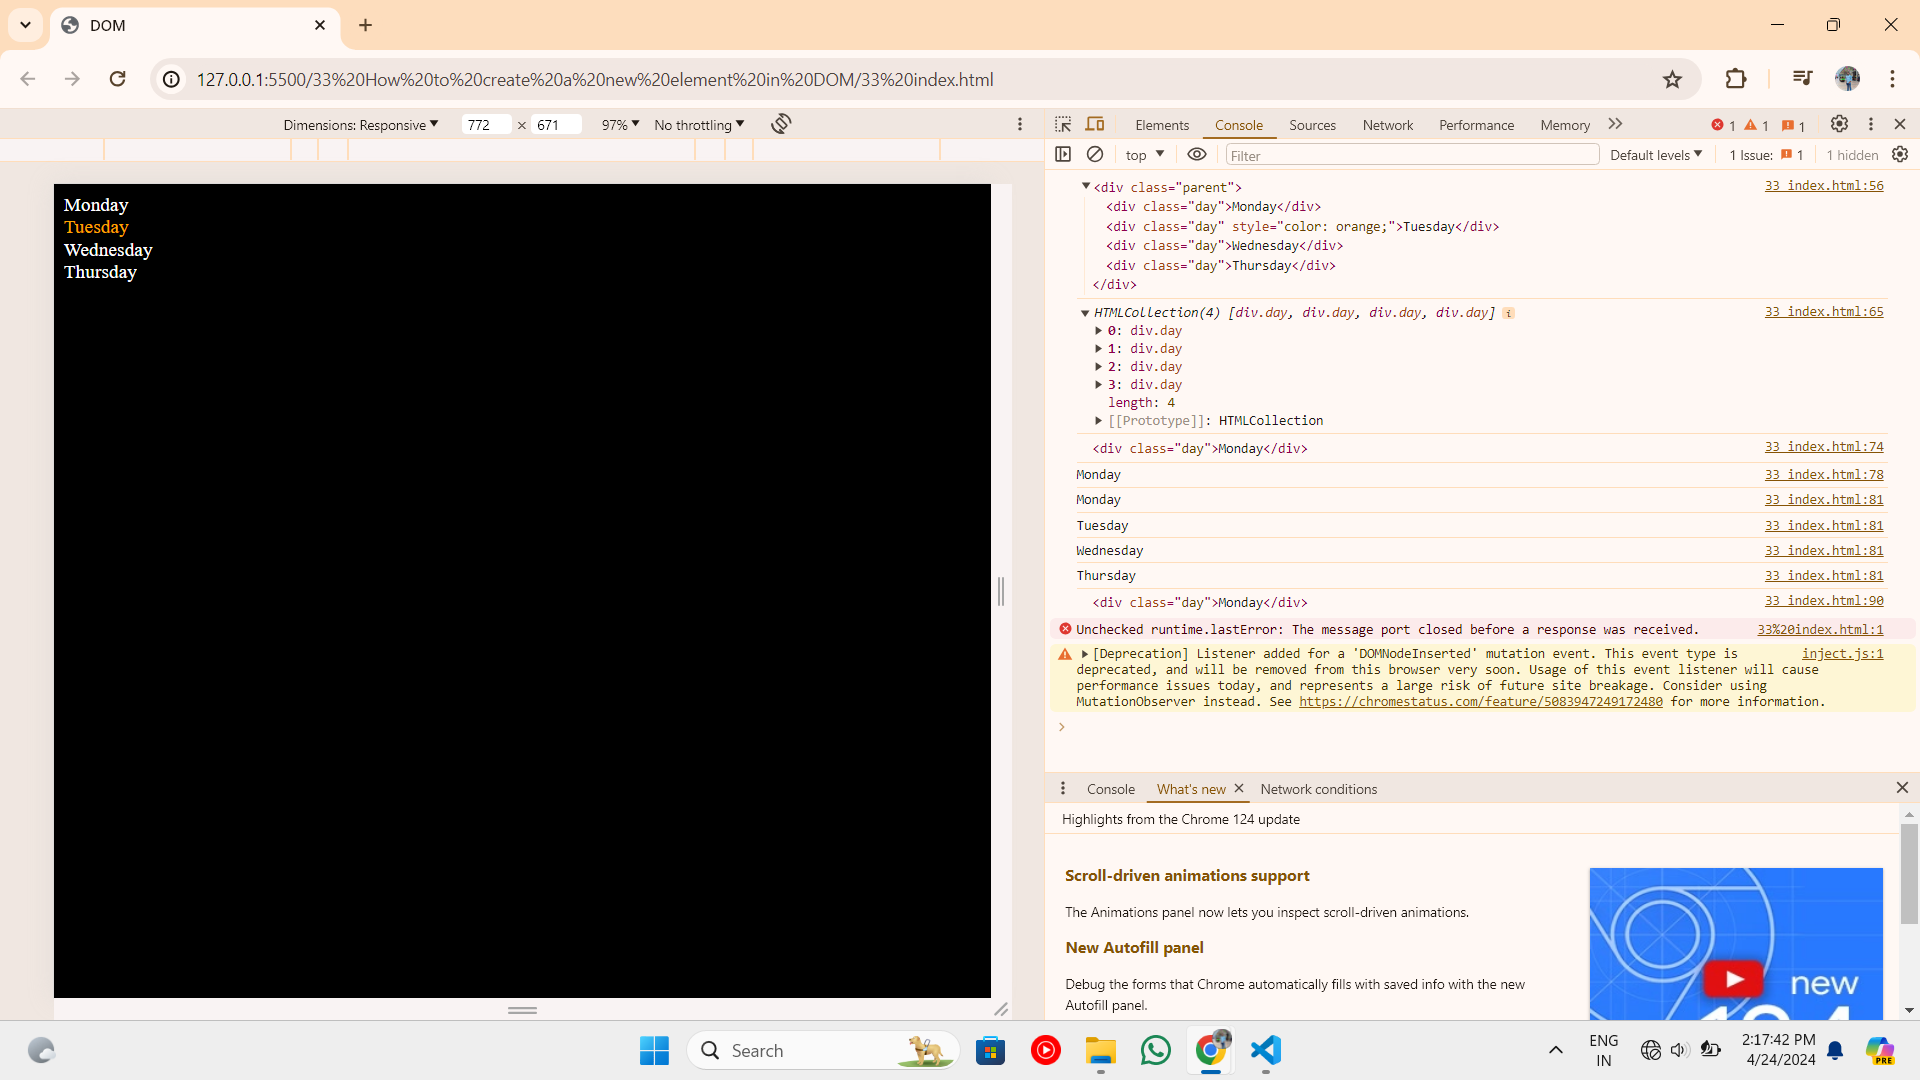 DOM
127.0.0.1:5500/33%20How%20to%20create%20a%20new%20element%20in%20DOM/33%20index.html
Dimensions: Responsive 772 × 671 97% No throttling
Monday
Tuesday
Wednesday
Thursday
Elements Console Sources Network Performance Memory 1 1 1
top Filter Default levels 1 Issue: 1 1 hidden
<div class="parent"> 33 index.html:56
<div class="day">Monday</div>
<div class="day" style="color: orange;">Tuesday</div>
<div class="day">Wednesday</div>
<div class="day">Thursday</div>
</div>
HTMLCollection(4) [div.day, div.day, div.day, div.day] i 33 index.html:65
0: div.day
1: div.day
2: div.day
3: div.day
length: 4
[[Prototype]]: HTMLCollection
<div class="day">Monday</div> 33 index.html:74
Monday 33 index.html:78
Monday 33 index.html:81
Tuesday 33 index.html:81
Wednesday 33 index.html:81
Thursday 33 index.html:81
<div class="day">Monday</div> 33 index.html:90
Unchecked runtime.lastError: The message port closed before a response was received. 33%20index.html:1
[Deprecation] Listener added for a 'DOMNodeInserted' mutation event. This event type is inject.js:1
deprecated, and will be removed from this browser very soon. Usage of this event listener will cause
performance issues today, and represents a large risk of future site breakage. Consider using
MutationObserver instead. See https://chromestatus.com/feature/5083947249172480 for more information.
Console What's new Network conditions
Highlights from the Chrome 124 update
Scroll-driven animations support
The Animations panel now lets you inspect scroll-driven animations.
New Autofill panel
Debug the forms that Chrome automatically fills with saved info with the new
Autofill panel.
new
Search
ENG
IN
2:17:42 PM
4/24/2024
PRE